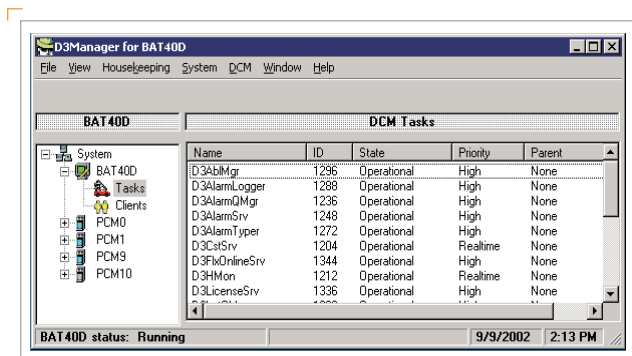 D3Manager for BAT40D
File View Housekeeping System DCM Window Help
BAT40D
DCM Tasks
System
BAT40D
Tasks
Clients
PCM0
PCM1
PCM9
PCM10
Name ID State Priority Parent
D3AblMgr 1296 Operational High None
D3AlarmLogger 1288 Operational High None
D3AlarmQMgr 1236 Operational High None
D3AlarmSrv 1248 Operational High None
D3AlarmTyper 1272 Operational High None
D3CstSrv 1204 Operational Realtime None
D3FlxOnlineSrv 1344 Operational High None
D3HMon 1212 Operational Realtime None
D3LicenseSrv 1336 Operational High None
BAT40D status: Running 9/9/2002 2:13 PM